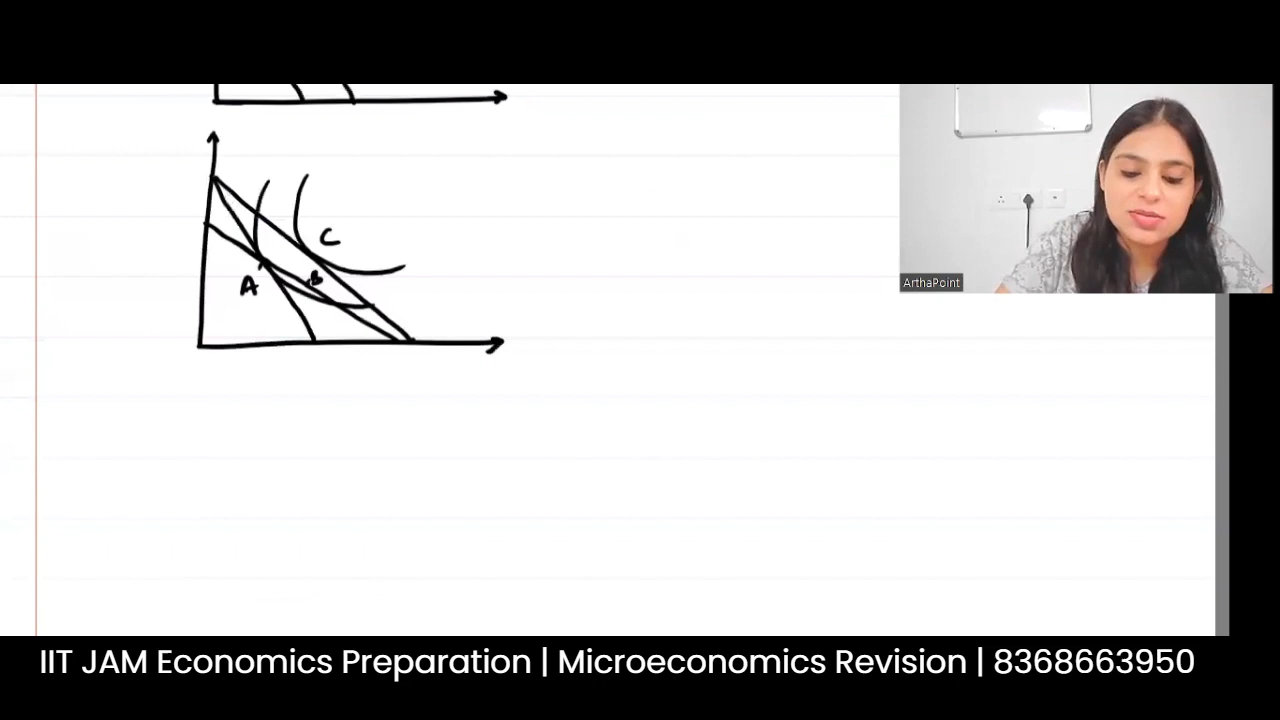 C
B
A
ArthaPoint
IIT JAM Economics Preparation | Microeconomics Revision | 8368663950